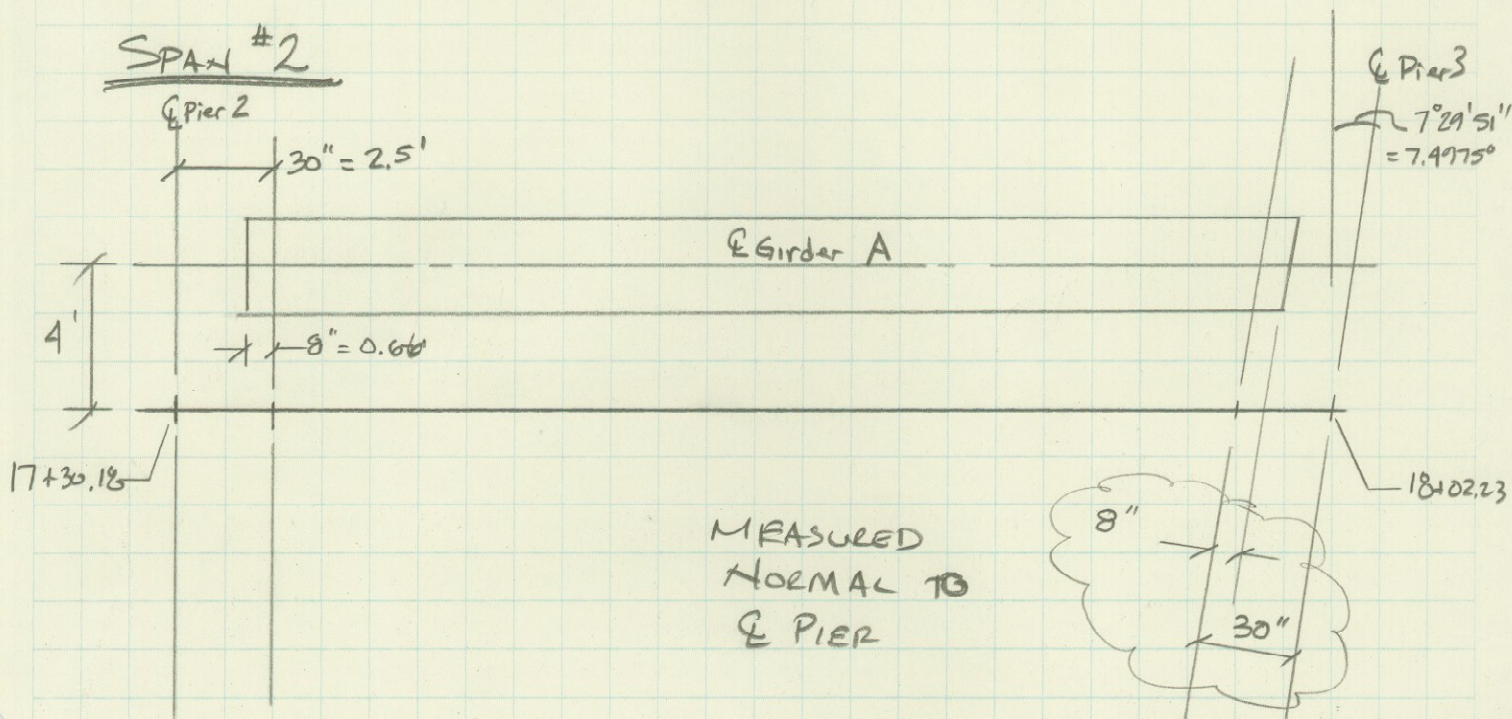 SPAN #2
℄ Pier 2
30" = 2.5'
℄ Pier 3
7°29'51"
= 7.4975°
℄ Girder A
4'
8" = 0.66'
17+30.18
18+02.23
MEASURED
NORMAL TO
℄ PIER
8"
30"